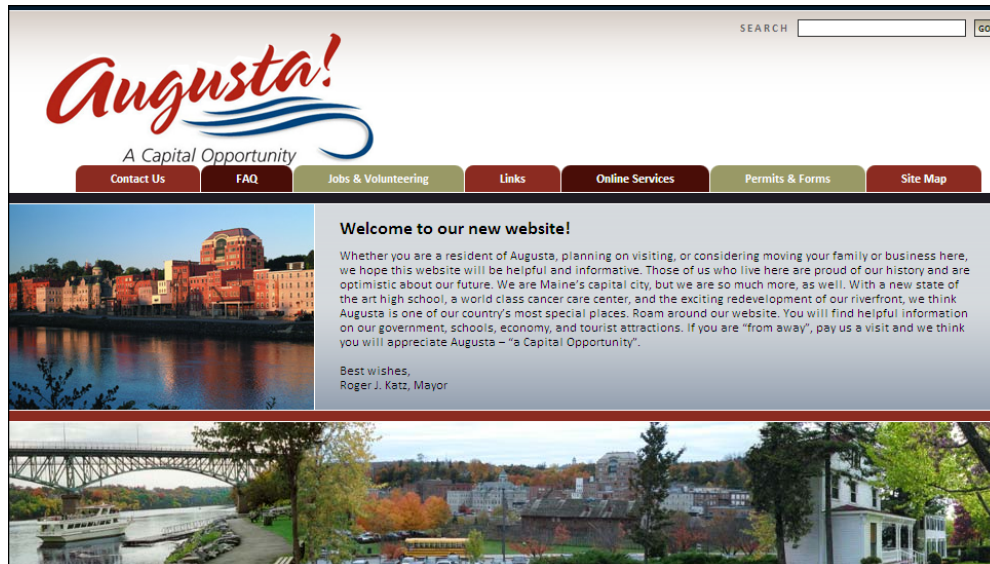 SEARCH
GO
Augusta!
A Capital Opportunity
Contact Us
FAQ
Jobs & Volunteering
Links
Online Services
Permits & Forms
Site Map
Welcome to our new website!
Whether you are a resident of Augusta, planning on visiting, or considering moving your family or business here,
we hope this website will be helpful and informative. Those of us who live here are proud of our history and are
optimistic about our future. We are Maine's capital city, but we are so much more, as well. With a new state of
the art high school, a world class cancer care center, and the exciting redevelopment of our riverfront, we think
Augusta is one of our country's most special places. Roam around our website. You will find helpful information
on our government, schools, economy, and tourist attractions. If you are “from away”, pay us a visit and we think
you will appreciate Augusta – “a Capital Opportunity”.
Best wishes,
Roger J. Katz, Mayor